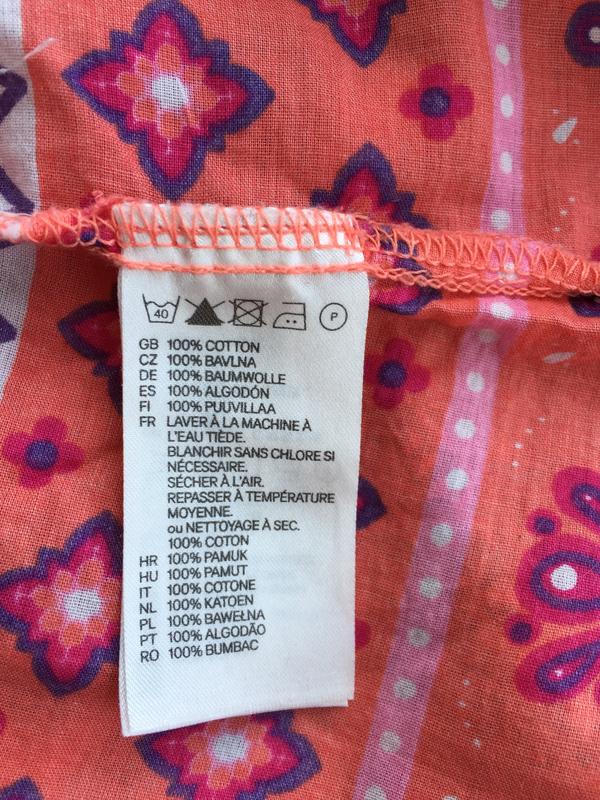 40 P
GB 100% COTTON
CZ 100% BAVLNA
DE 100% BAUMWOLLE
ES 100% ALGODÓN
FI 100% PUUVILLAA
FR LAVER À LA MACHINE À
L'EAU TIÈDE.
BLANCHIR SANS CHLORE SI
NÉCESSAIRE.
SÉCHER À L'AIR.
REPASSER À TEMPÉRATURE
MOYENNE.
ou NETTOYAGE À SEC.
100% COTON
HR 100% PAMUK
HU 100% PAMUT
IT 100% COTONE
NL 100% KATOEN
PL 100% BAWEŁNA
PT 100% ALGODÃO
RO 100% BUMBAC